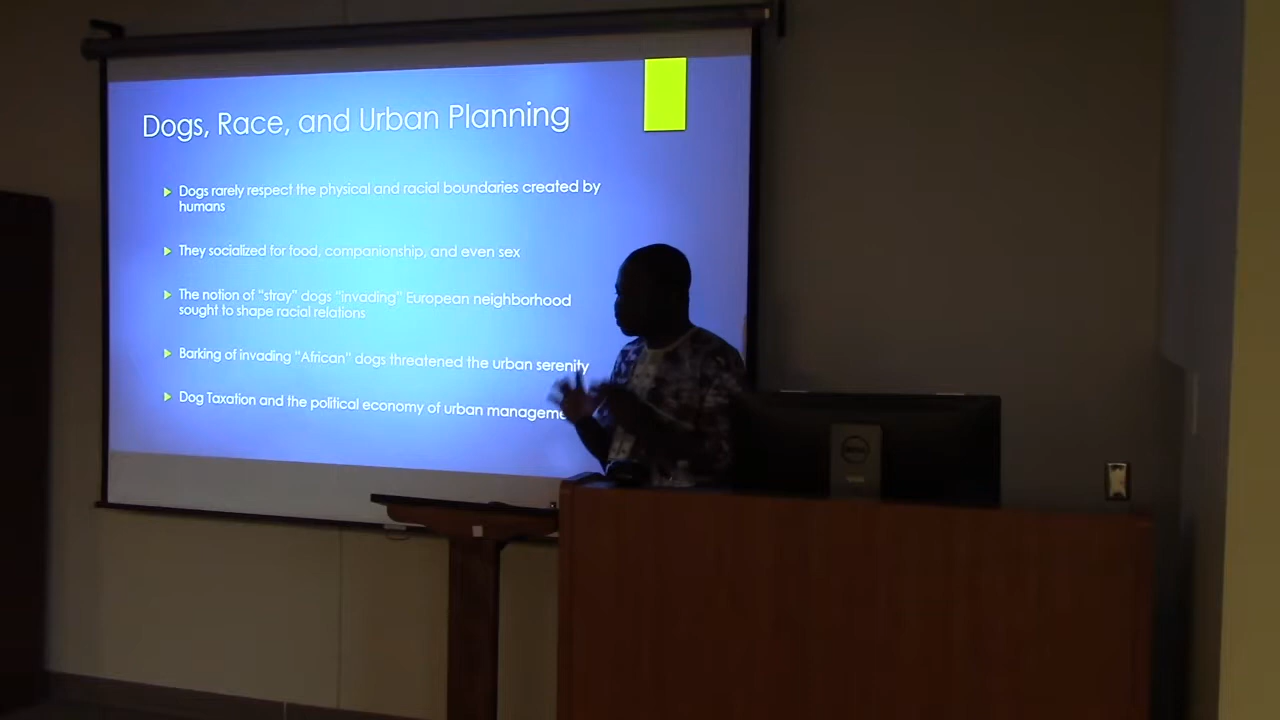 Dogs, Race, and Urban Planning
Dogs rarely respect the physical and racial boundaries created by
humans
They socialized for food, companionship, and even sex
The notion of "stray" dogs "invading" European neighborhood
sought to shape racial relations
Barking of invading "African" dogs threatened the urban serenity
Dog Taxation and the political economy of urban manageme
DELL